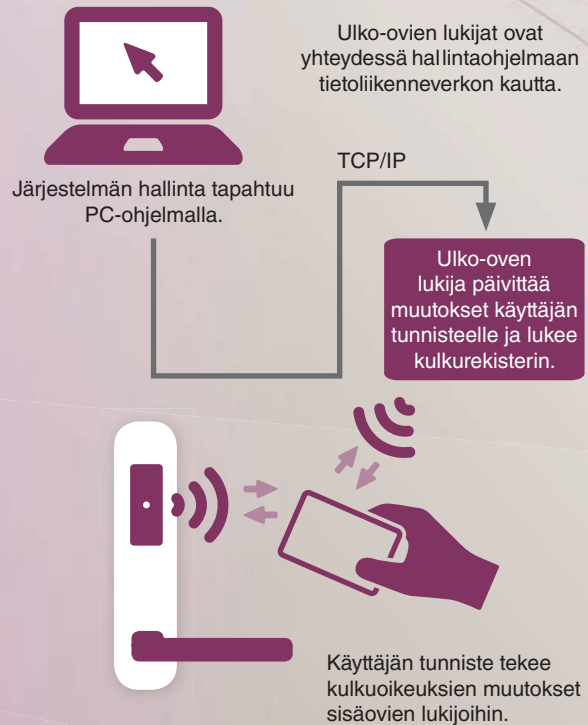 Ulko-ovien lukijat ovat
yhteydessä hallintaohjelmaan
tietoliikenneverkon kautta.
Järjestelmän hallinta tapahtuu
PC-ohjelmalla.
TCP/IP
Ulko-oven
lukija päivittää
muutokset käyttäjän
tunnisteelle ja lukee
kulkurekisterin.
Käyttäjän tunniste tekee
kulkuoikeuksien muutokset
sisäovien lukijoihin.